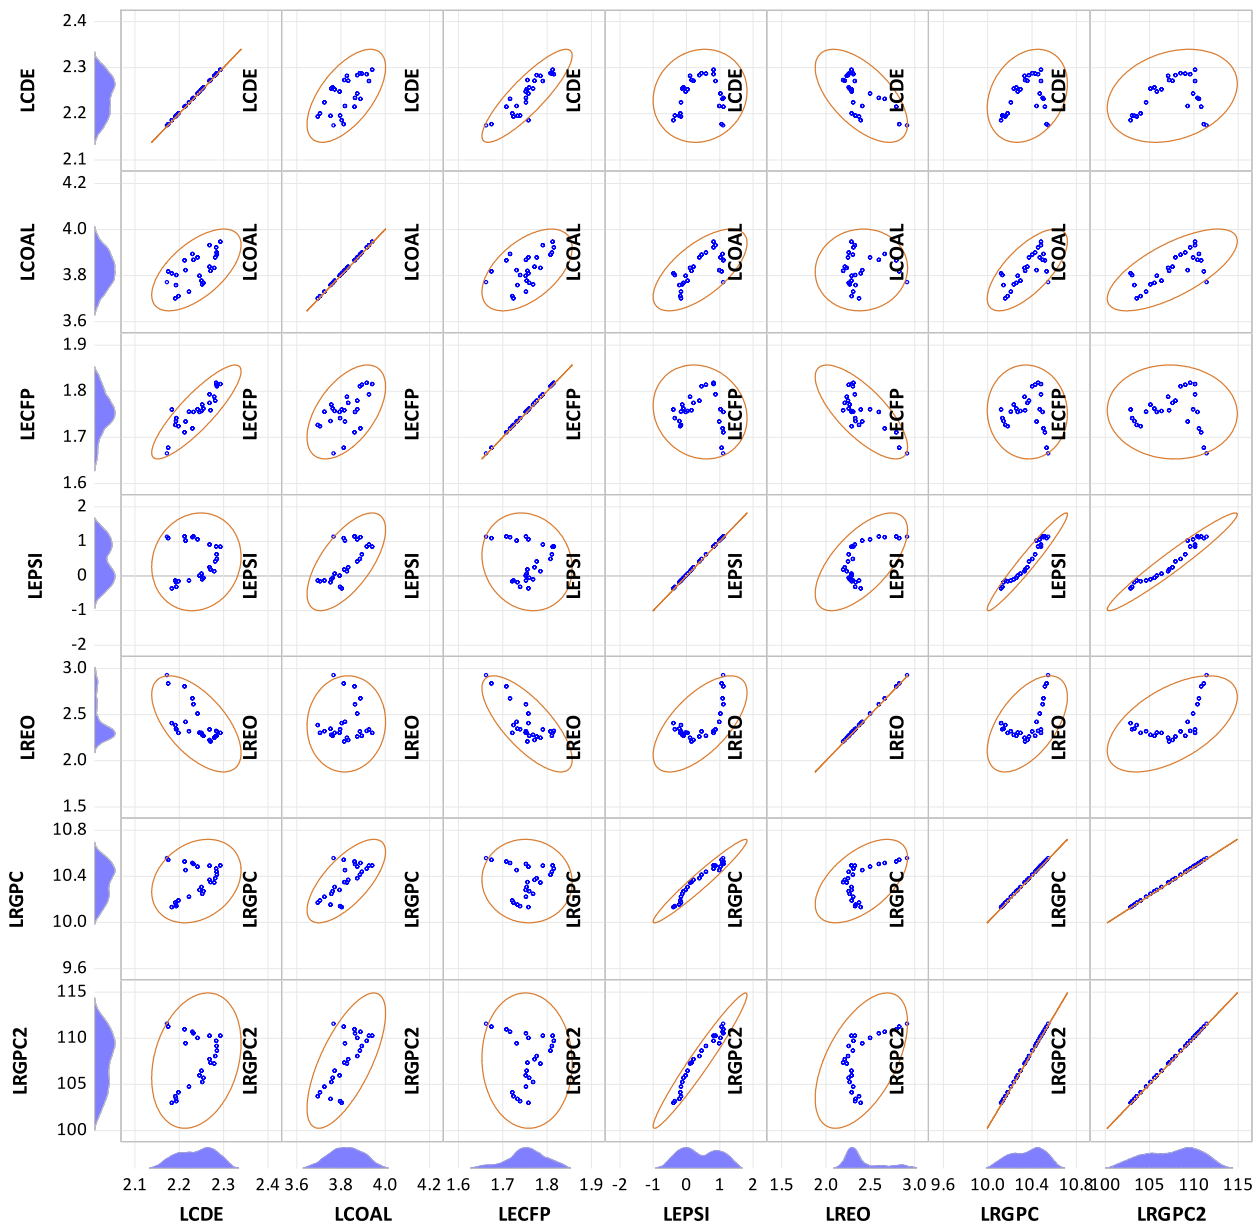 2.4
2.3
2.2
2.1
LCDE
LCDE LCDE LCDE LCDE LCDE LCDE
4.2
4.0
3.8
3.6
LCOAL
LCOAL LCOAL LCOAL LCOAL LCOAL LCOAL
1.9
1.8
1.7
1.6
LECFP
LECFP LECFP LECFP LECFP LECFP LECFP
2
1
0
-1
-2
LEPSI
LEPSI LEPSI LEPSI LEPSI LEPSI LEPSI
3.0
2.5
2.0
1.5
LREO
LREO LREO LREO LREO LREO LREO
10.8
10.4
10.0
9.6
LRGPC
LRGPC LRGPC LRGPC LRGPC LRGPC LRGPC
115
110
105
100
LRGPC2
LRGPC2 LRGPC2 LRGPC2 LRGPC2 LRGPC2 LRGPC2
2.1 2.2 2.3 2.4 3.6 3.8 4.0 4.2 1.6 1.7 1.8 1.9 -2 -1 0 1 2 1.5 2.0 2.5 3.0 9.6 10.0 10.4 10.8 100 105 110 115
LCDE LCOAL LECFP LEPSI LREO LRGPC LRGPC2